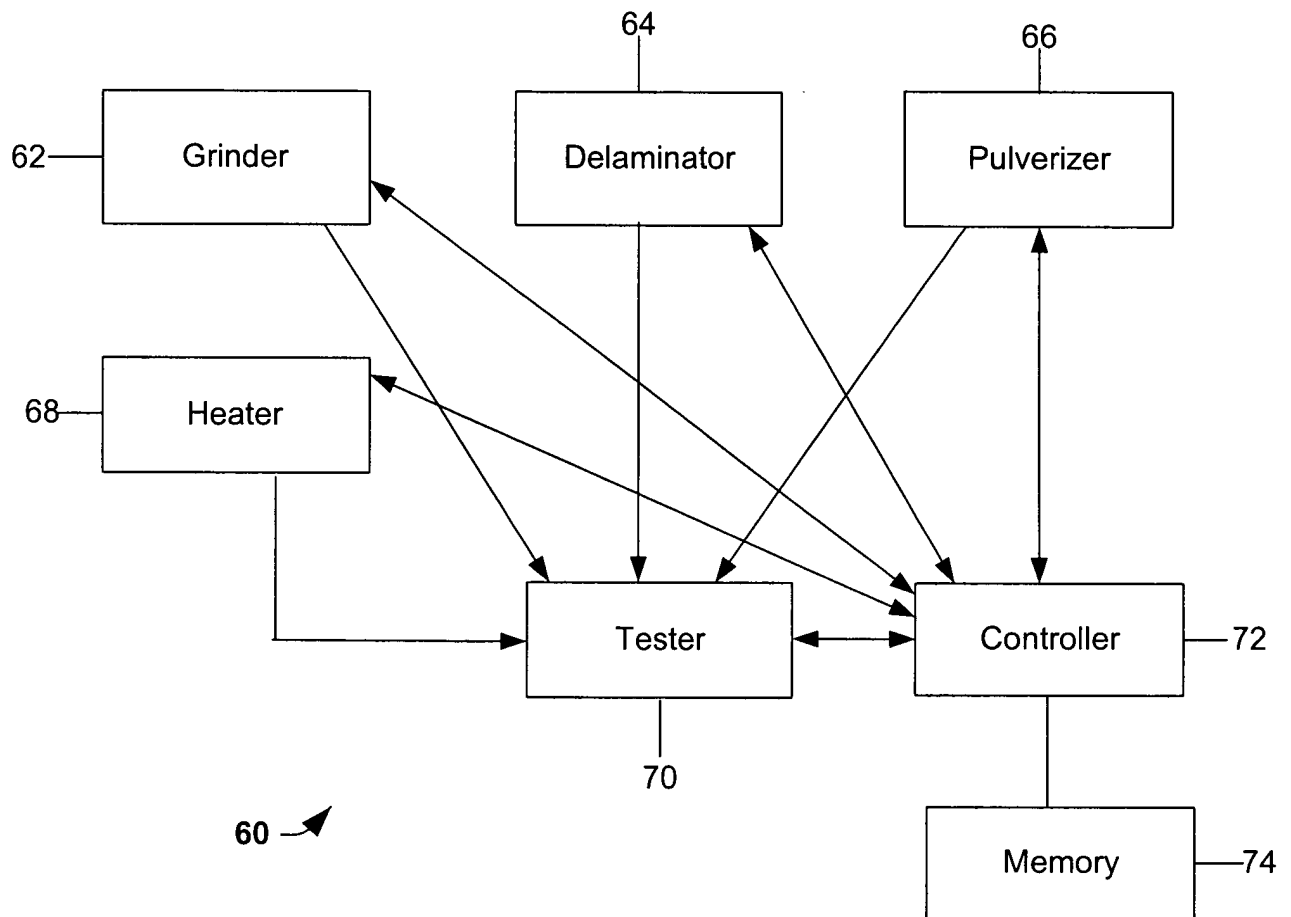 64
66
62
Grinder
Delaminator
Pulverizer
68
Heater
Tester
Controller
72
70
60
Memory
74